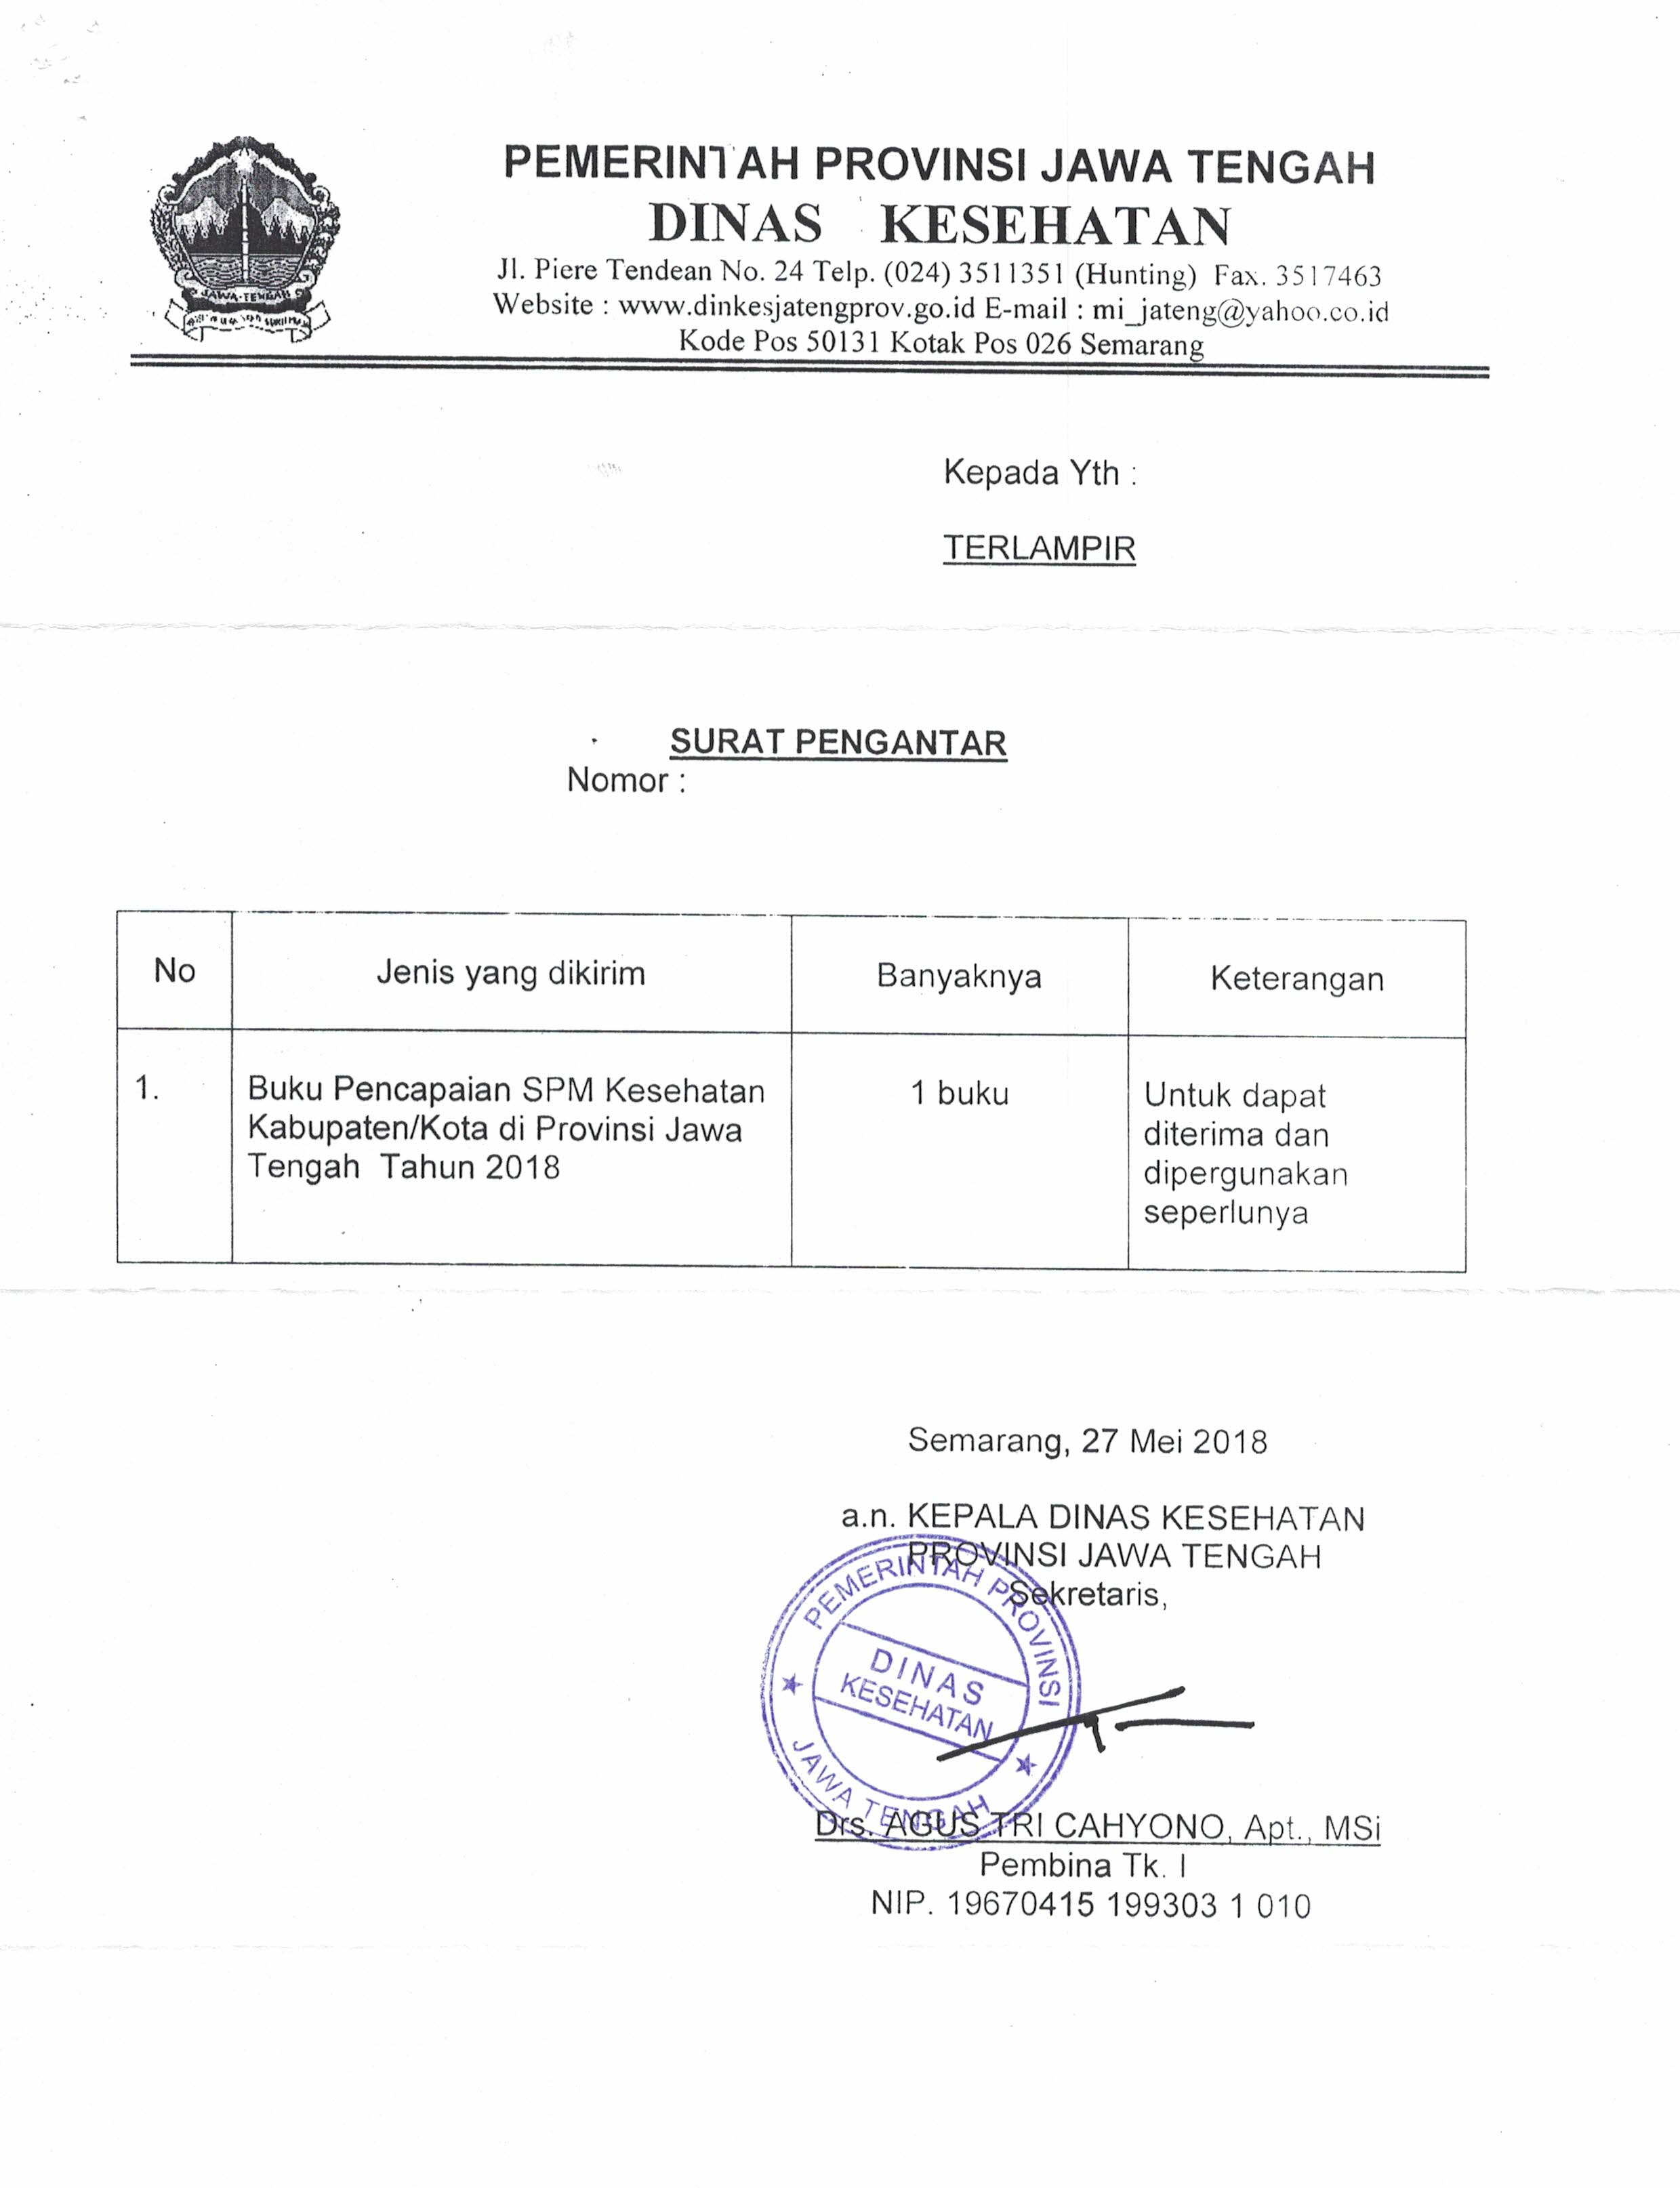 PEMERINTAH PROVINSI JAWA TENGAH
DINAS KESEHATAN
Jl. Piere Tendean No. 24 Telp. (024) 3511351 (Hunting) Fax. 3517463
Website : www.dinkesjatengprov.go.id E-mail : mi_jateng@yahoo.co.id
Kode Pos 50131 Kotak Pos 026 Semarang
JAWA-TENGAH
Kepada Yth :
TERLAMPIR
SURAT PENGANTAR
Nomor :
No Jenis yang dikirim Banyaknya Keterangan
1. Buku Pencapaian SPM Kesehatan 1 buku Untuk dapat
Kabupaten/Kota di Provinsi Jawa diterima dan
Tengah Tahun 2018 dipergunakan
seperlunya
Semarang, 27 Mei 2018
a.n. KEPALA DINAS KESEHATAN
PROVINSI JAWA TENGAH
Sekretaris,
PEMERINTAH PROVINSI
DINAS
KESEHATAN
JAWA TENGAH
Drs. AGUS TRI CAHYONO, Apt., MSi
Pembina Tk. I
NIP. 19670415 199303 1 010